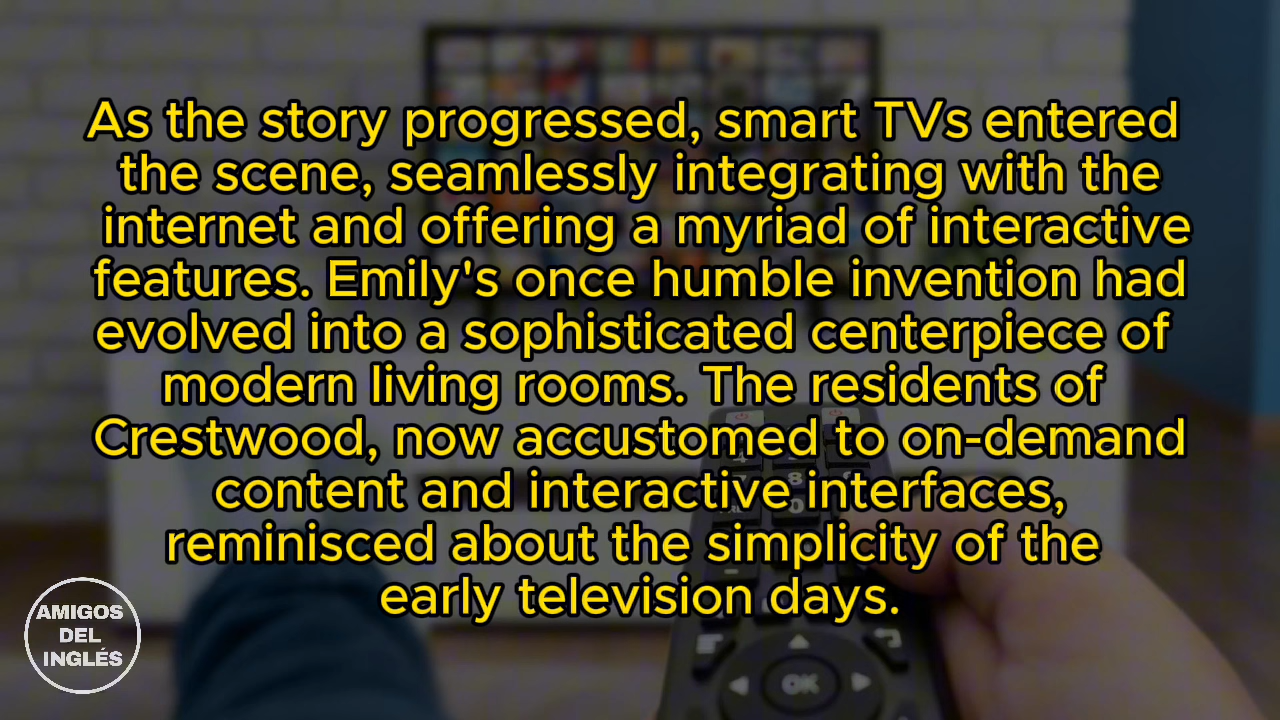 As the story progressed, smart TVs entered
the scene, seamlessly integrating with the
internet and offering a myriad of interactive
features. Emily's once humble invention had
evolved into a sophisticated centerpiece of
modern living rooms. The residents of
Crestwood, now accustomed to on-demand
content and interactive interfaces,
reminisced about the simplicity of the
early television days.
AMIGOS
DEL
INGLÉS
8
0
OK